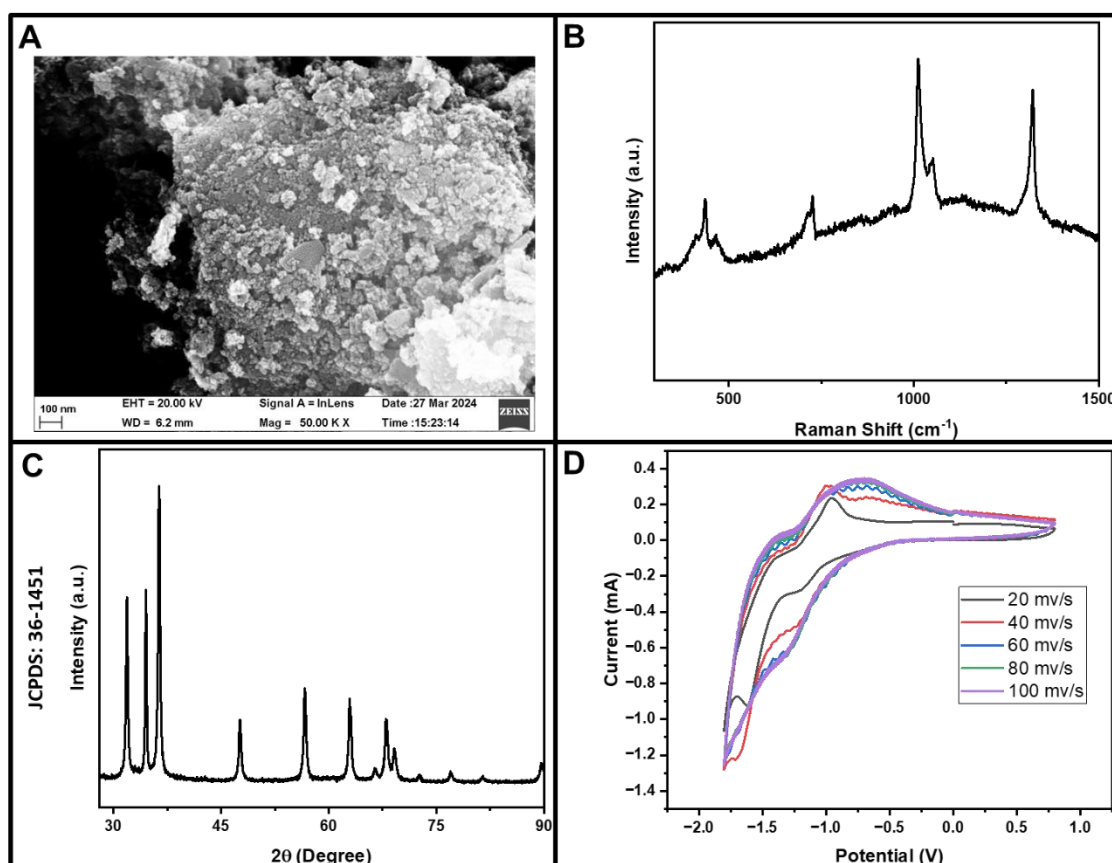 A
100 nm
EHT = 20.00 kV
WD = 6.2 mm
Signal A = InLens
Mag = 50.00 K X
Date :27 Mar 2024
Time :15:23:14
ZEISS
B
Intensity (a.u.)
500
1000
1500
Raman Shift (cm⁻¹)
C
JCPDS: 36-1451
Intensity (a.u.)
30
45
60
75
90
2θ (Degree)
D
Current (mA)
0.4
0.2
0.0
−0.2
−0.4
−0.6
−0.8
−1.0
−1.2
−1.4
20 mv/s
40 mv/s
60 mv/s
80 mv/s
100 mv/s
−2.0
−1.5
−1.0
−0.5
0.0
0.5
1.0
Potential (V)